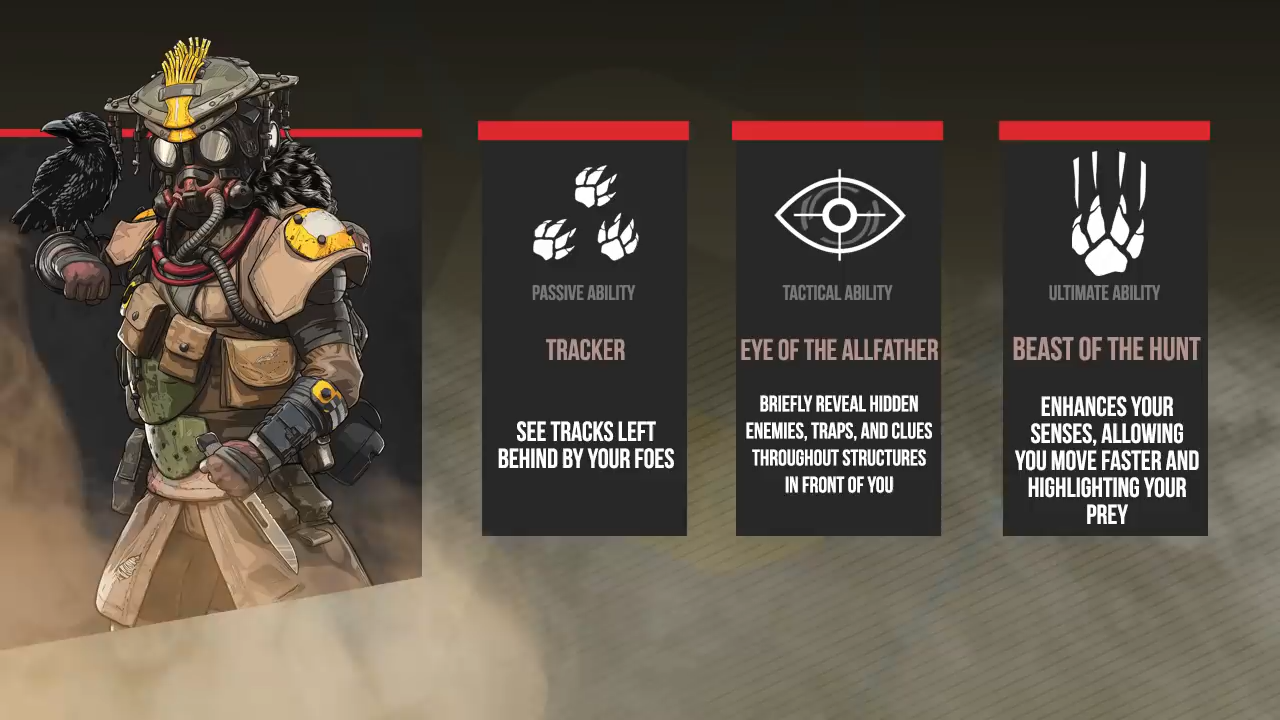 PASSIVE ABILITY
TRACKER
SEE TRACKS LEFT
BEHIND BY YOUR FOES
TACTICAL ABILITY
EYE OF THE ALLFATHER
BRIEFLY REVEAL HIDDEN
ENEMIES, TRAPS, AND CLUES
THROUGHOUT STRUCTURES
IN FRONT OF YOU
ULTIMATE ABILITY
BEAST OF THE HUNT
ENHANCES YOUR
SENSES, ALLOWING
YOU MOVE FASTER AND
HIGHLIGHTING YOUR
PREY